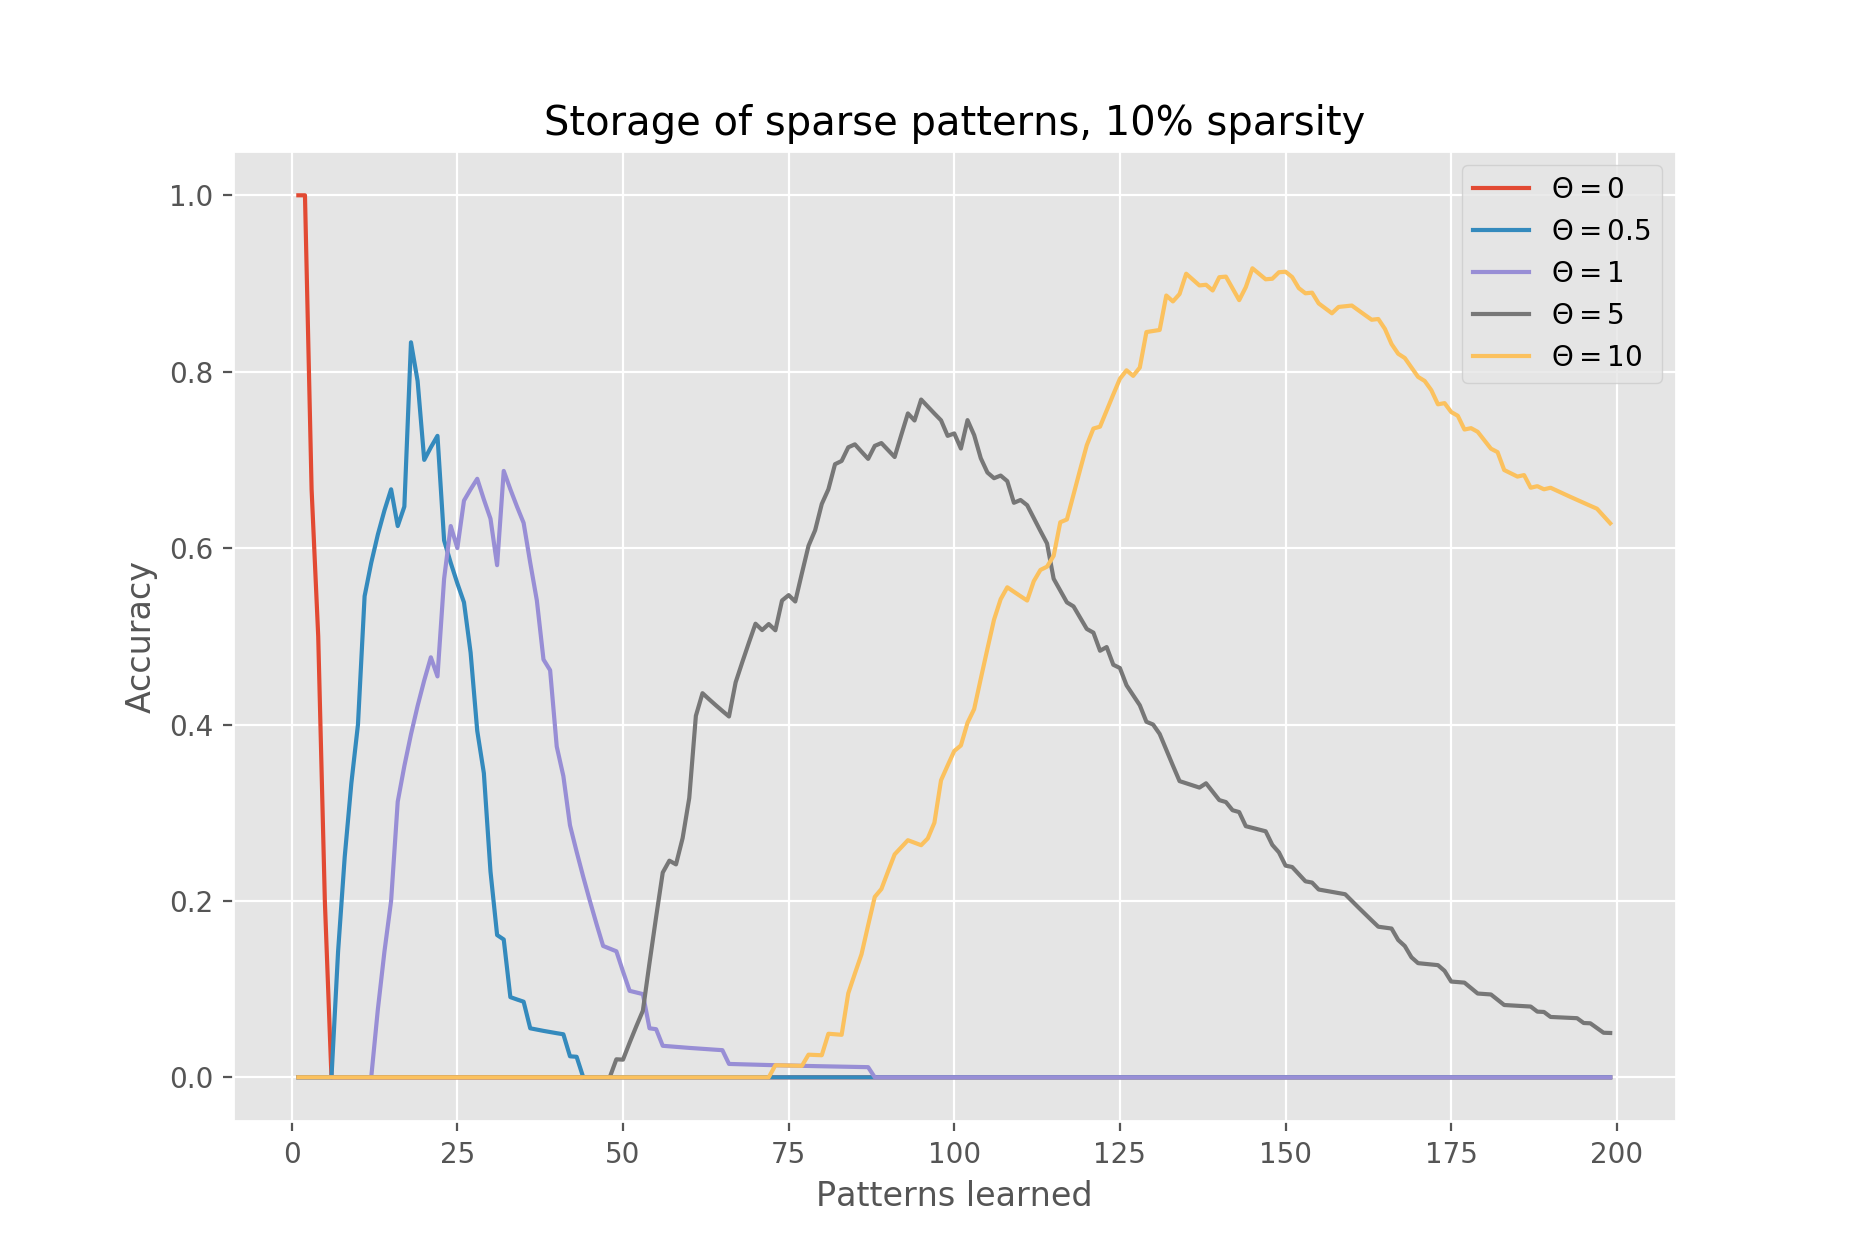 Storage of sparse patterns, 10% sparsity
Θ = 0
Θ = 0.5
Θ = 1
Θ = 5
Θ = 10
1.0
0.8
0.6
0.4
0.2
0.0
Accuracy
0 25 50 75 100 125 150 175 200
Patterns learned